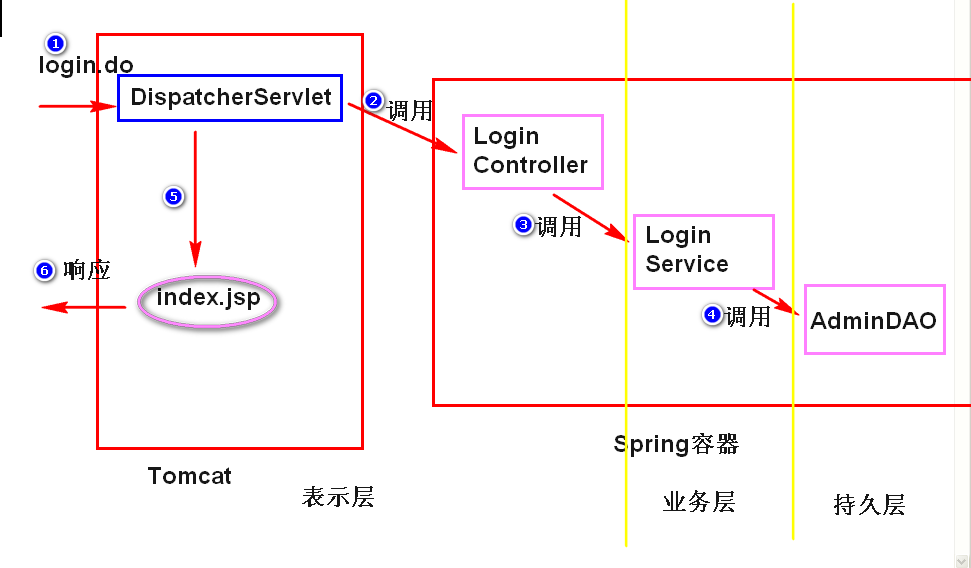 1
login.do
DispatcherServlet
2 调用
Login
Controller
5
3 调用
Login
Service
6 响应
index.jsp
4 调用
AdminDAO
Spring容器
Tomcat
表示层
业务层
持久层